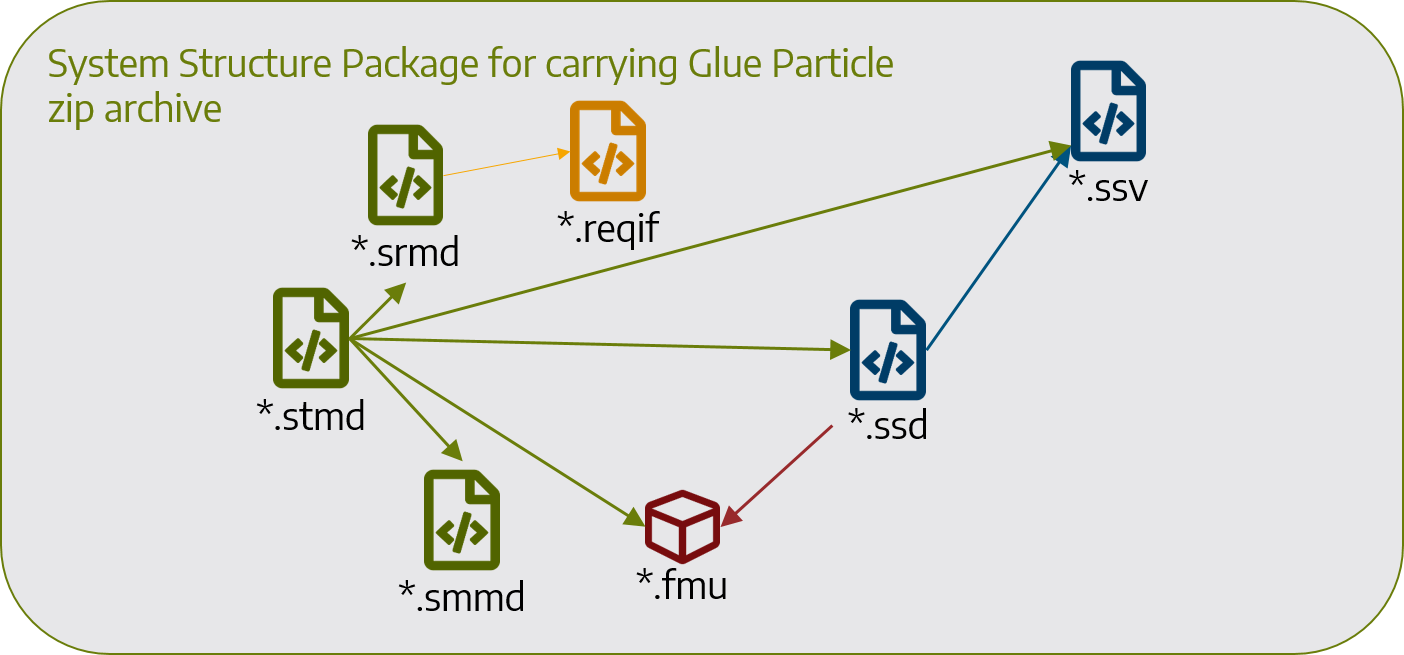 System Structure Package for carrying Glue Particle
zip archive
*.ssv
*.reqif
*.srmd
*.stmd
*.ssd
*.smmd
*.fmu